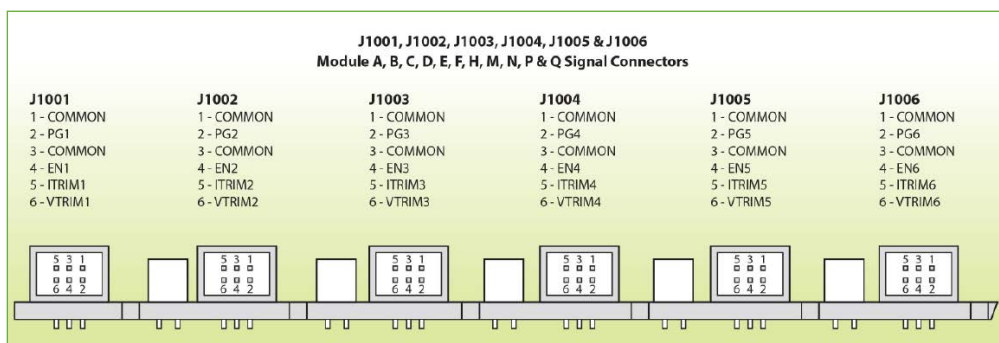 J1001, J1002, J1003, J1004, J1005 & J1006
Module A, B, C, D, E, F, H, M, N, P & Q Signal Connectors
J1001
1 - COMMON
2 - PG1
3 - COMMON
4 - EN1
5 - ITRIM1
6 - VTRIM1
J1002
1 - COMMON
2 - PG2
3 - COMMON
4 - EN2
5 - ITRIM2
6 - VTRIM2
J1003
1 - COMMON
2 - PG3
3 - COMMON
4 - EN3
5 - ITRIM3
6 - VTRIM3
J1004
1 - COMMON
2 - PG4
3 - COMMON
4 - EN4
5 - ITRIM4
6 - VTRIM4
J1005
1 - COMMON
2 - PG5
3 - COMMON
4 - EN5
5 - ITRIM5
6 - VTRIM5
J1006
1 - COMMON
2 - PG6
3 - COMMON
4 - EN6
5 - ITRIM6
6 - VTRIM6
5 3 1
6 4 2
5 3 1
6 4 2
5 3 1
6 4 2
5 3 1
6 4 2
5 3 1
6 4 2
5 3 1
6 4 2